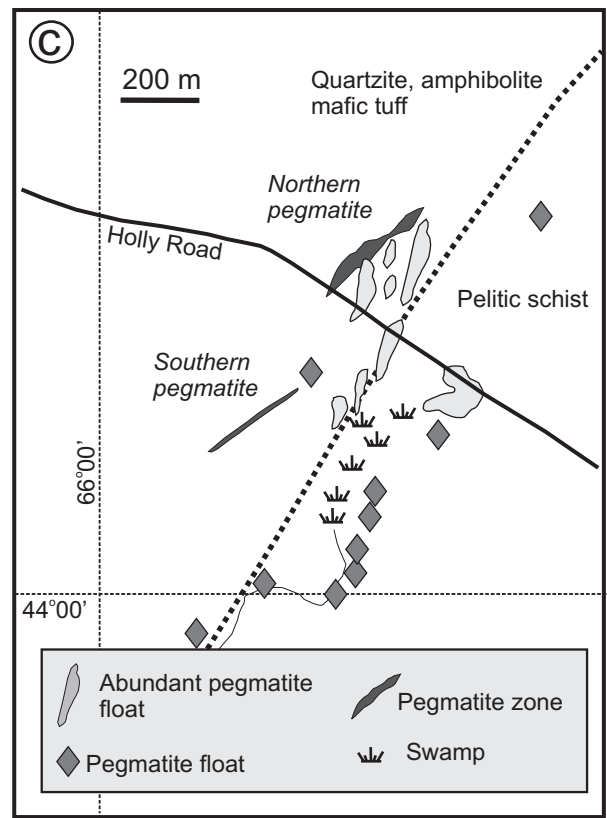 C
200 m
Quartzite, amphibolite
mafic tuff
Northern
pegmatite
Holly Road
Pelitic schist
Southern
pegmatite
66°00'
44°00'
Abundant pegmatite
float
Pegmatite zone
Pegmatite float
Swamp